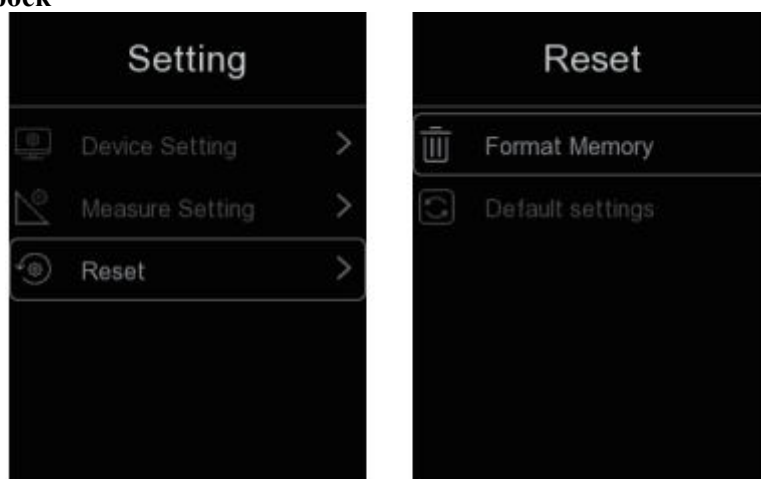 Setting
Device Setting
Measure Setting
Reset
Reset
Format Memory
Default settings